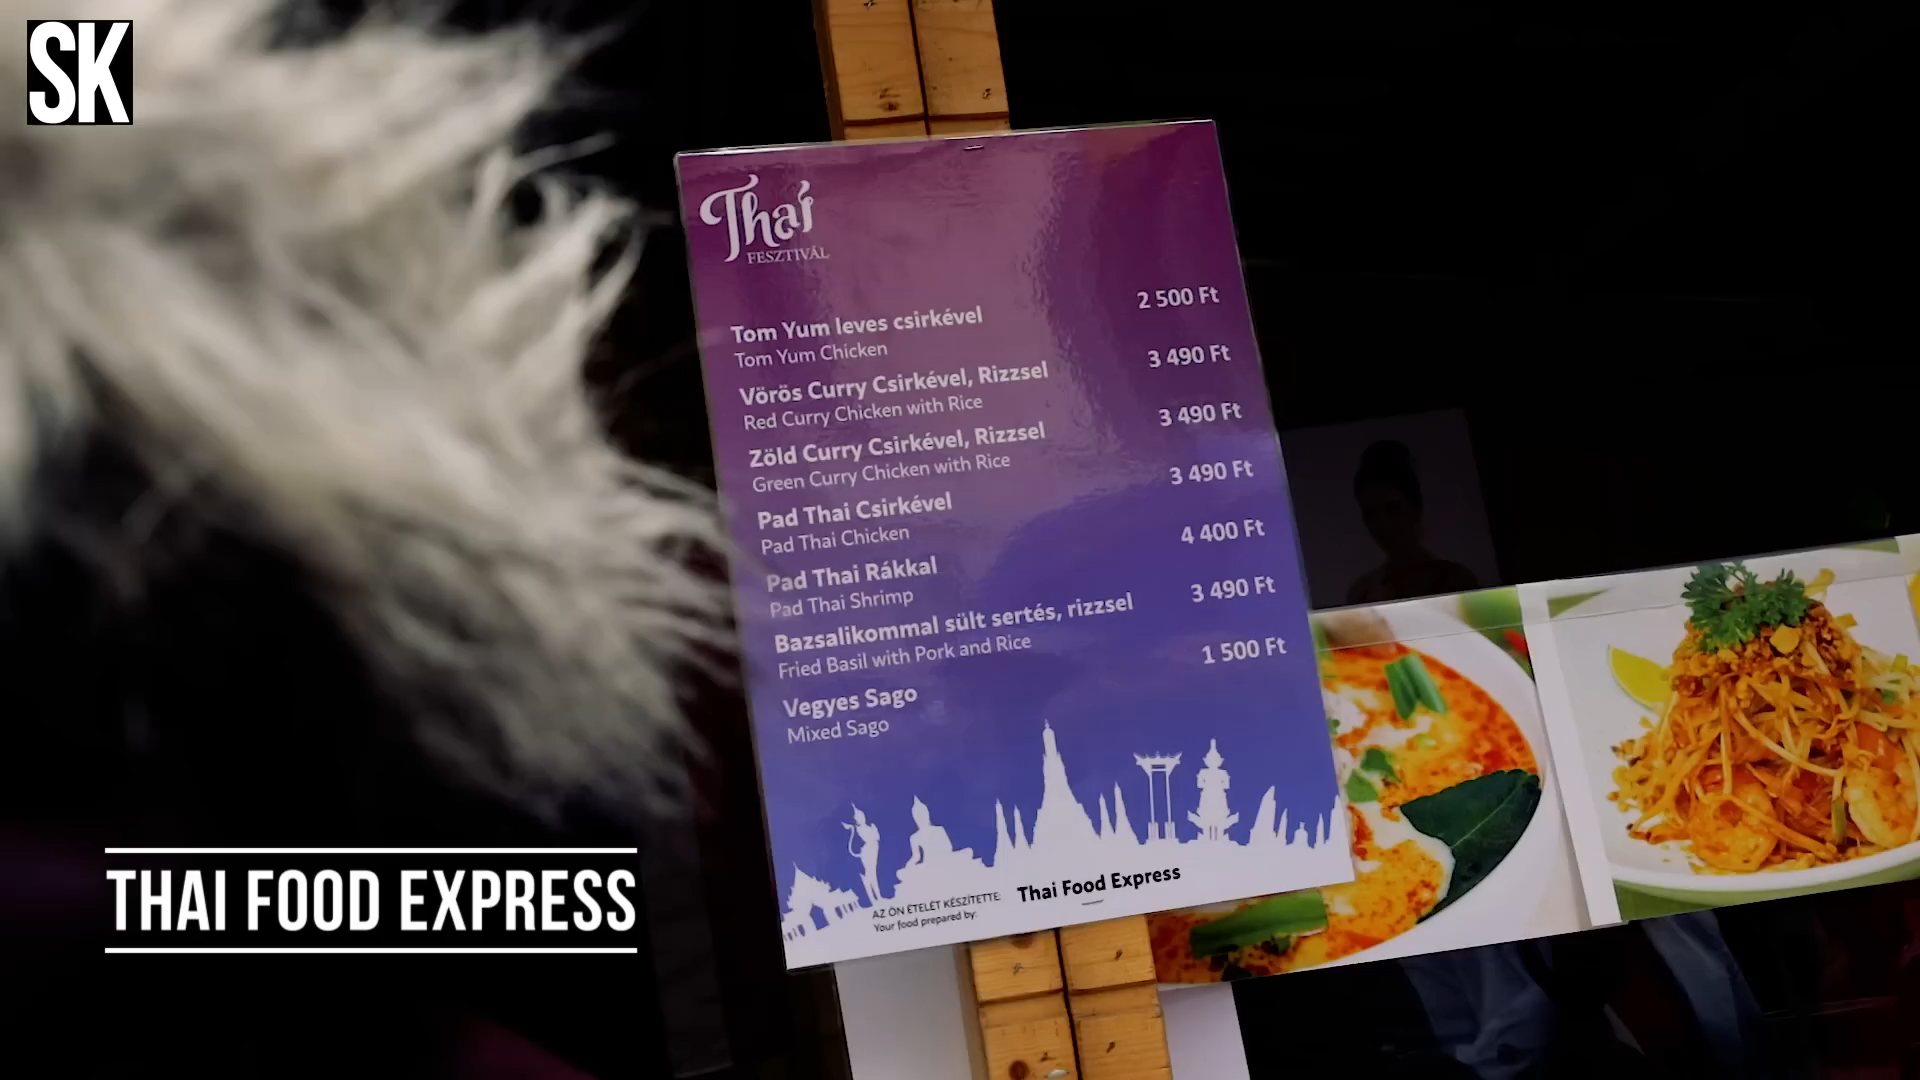 SK
Thai
FESZTIVÁL
Tom Yum leves csirkével 2 500 Ft
Tom Yum Chicken
Vörös Curry Csirkével, Rizzsel 3 490 Ft
Red Curry Chicken with Rice
Zöld Curry Csirkével, Rizzsel 3 490 Ft
Green Curry Chicken with Rice
Pad Thai Csirkével 3 490 Ft
Pad Thai Chicken
Pad Thai Rákkal 4 400 Ft
Pad Thai Shrimp
Bazsalikommal sült sertés, rizzsel 3 490 Ft
Fried Basil with Pork and Rice
Vegyes Sago 1 500 Ft
Mixed Sago
AZ ÖN ÉTELÉT KÉSZÍTETTE: Thai Food Express
Your food prepared by:
THAI FOOD EXPRESS